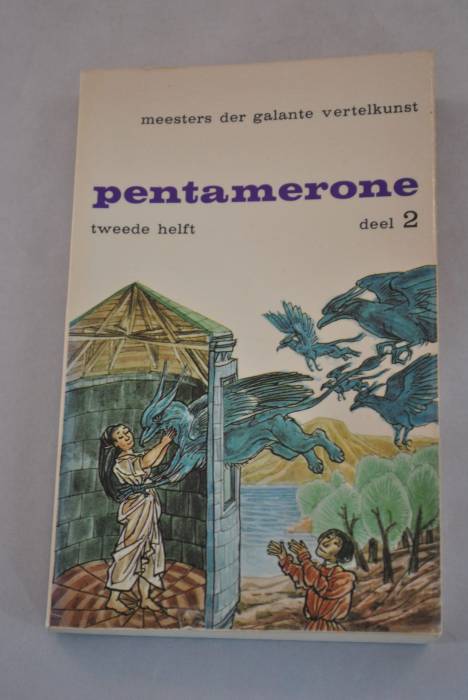 meesters der galante vertelkunst
pentamerone
tweede helft
deel 2